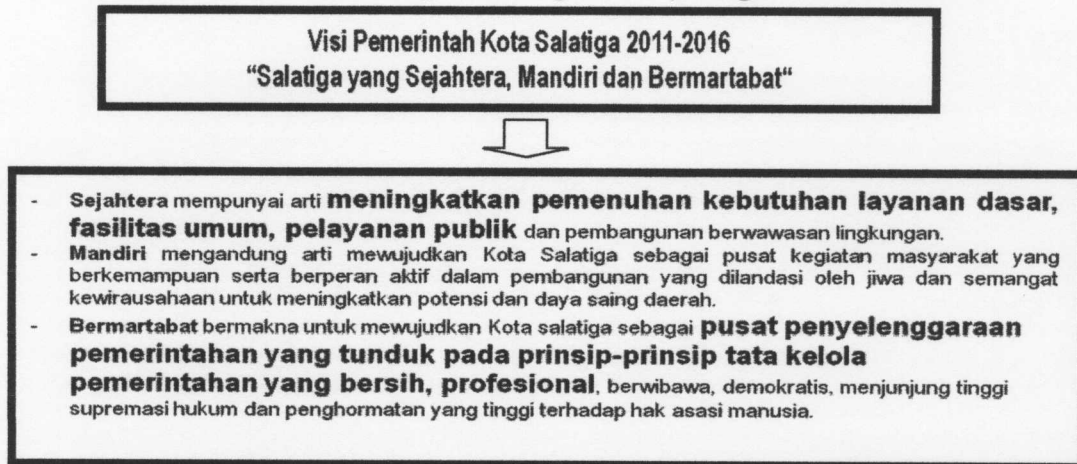 Visi Pemerintah Kota Salatiga 2011-2016
“Salatiga yang Sejahtera, Mandiri dan Bermartabat“
- Sejahtera mempunyai arti meningkatkan pemenuhan kebutuhan layanan dasar,
fasilitas umum, pelayanan publik dan pembangunan berwawasan lingkungan.
- Mandiri mengandung arti mewujudkan Kota Salatiga sebagai pusat kegiatan masyarakat yang
berkemampuan serta berperan aktif dalam pembangunan yang dilandasi oleh jiwa dan semangat
kewirausahaan untuk meningkatkan potensi dan daya saing daerah.
- Bermartabat bermakna untuk mewujudkan Kota salatiga sebagai pusat penyelenggaraan
pemerintahan yang tunduk pada prinsip-prinsip tata kelola
pemerintahan yang bersih, profesional, berwibawa, demokratis, menjunjung tinggi
supremasi hukum dan penghormatan yang tinggi terhadap hak asasi manusia.